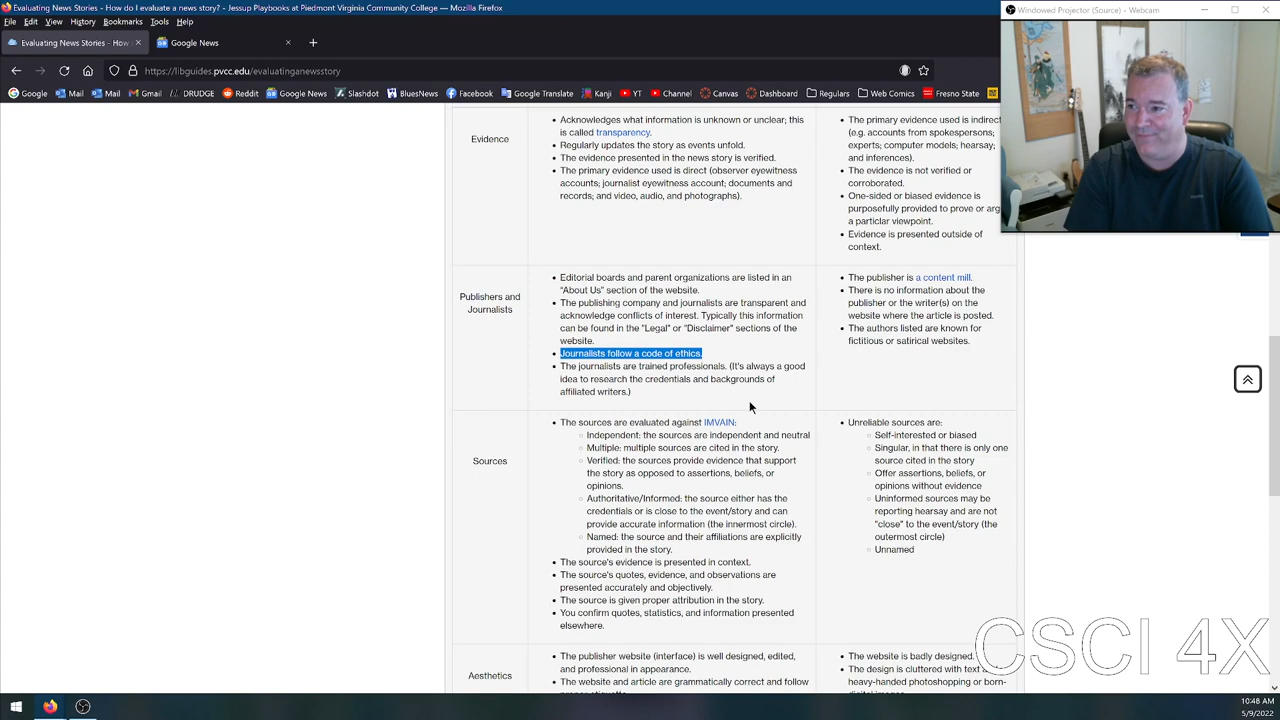 Evaluating News Stories - How do I evaluate a news story? - Jessup Playbooks at Piedmont Virginia Community College - Mozilla Firefox
File Edit View History Bookmarks Tools Help
Windowed Projector (Source) - Webcam
Evaluating News Stories - How
Google News
https://libguides.pvcc.edu/evaluatinganewsstory
Google Mail Mail Gmail DRUDGE Reddit Google News Slashdot BluesNews Facebook Google Translate Kanji YT Channel Canvas Dashboard Regulars Web Comics Fresno State
Evidence
• Acknowledges what information is unknown or unclear; this
is called transparency.
• Regularly updates the story as events unfold.
• The evidence presented in the news story is verified.
• The primary evidence used is direct (observer eyewitness
accounts; journalist eyewitness account; documents and
records; and video, audio, and photographs).
• The primary evidence used is indirect
(e.g. accounts from spokespersons;
experts; computer models; hearsay;
and inferences).
• The evidence is not verified or
corroborated.
• One-sided or biased evidence is
purposefully provided to prove or arg
a particlar viewpoint.
• Evidence is presented outside of
context.
Publishers and
Journalists
• Editorial boards and parent organizations are listed in an
"About Us" section of the website.
• The publishing company and journalists are transparent and
acknowledge conflicts of interest. Typically this information
can be found in the "Legal" or "Disclaimer" sections of the
website.
• Journalists follow a code of ethics.
• The journalists are trained professionals. (It's always a good
idea to research the credentials and backgrounds of
affiliated writers.)
• The publisher is a content mill.
• There is no information about the
publisher or the writer(s) on the
website where the article is posted.
• The authors listed are known for
fictitious or satirical websites.
Sources
• The sources are evaluated against IMVAIN:
Independent: the sources are independent and neutral
Multiple: multiple sources are cited in the story.
Verified: the sources provide evidence that support
the story as opposed to assertions, beliefs, or
opinions.
Authoritative/Informed: the source either has the
credentials or is close to the event/story and can
provide accurate information (the innermost circle).
Named: the source and their affiliations are explicitly
provided in the story.
• The source's evidence is presented in context.
• The source's quotes, evidence, and observations are
presented accurately and objectively.
• The source is given proper attribution in the story.
• You confirm quotes, statistics, and information presented
elsewhere.
• Unreliable sources are:
Self-interested or biased
Singular, in that there is only one
source cited in the story
Offer assertions, beliefs, or
opinions without evidence
Uninformed sources may be
reporting hearsay and are not
"close" to the event/story (the
outermost circle)
Unnamed
Aesthetics
• The publisher website (interface) is well designed, edited,
and professional in appearance.
• The website and article are grammatically correct and follow
• The website is badly designed.
• The design is cluttered with text a
heavy-handed photoshopping or born-
CSCI 4X
10:48 AM
5/9/2022